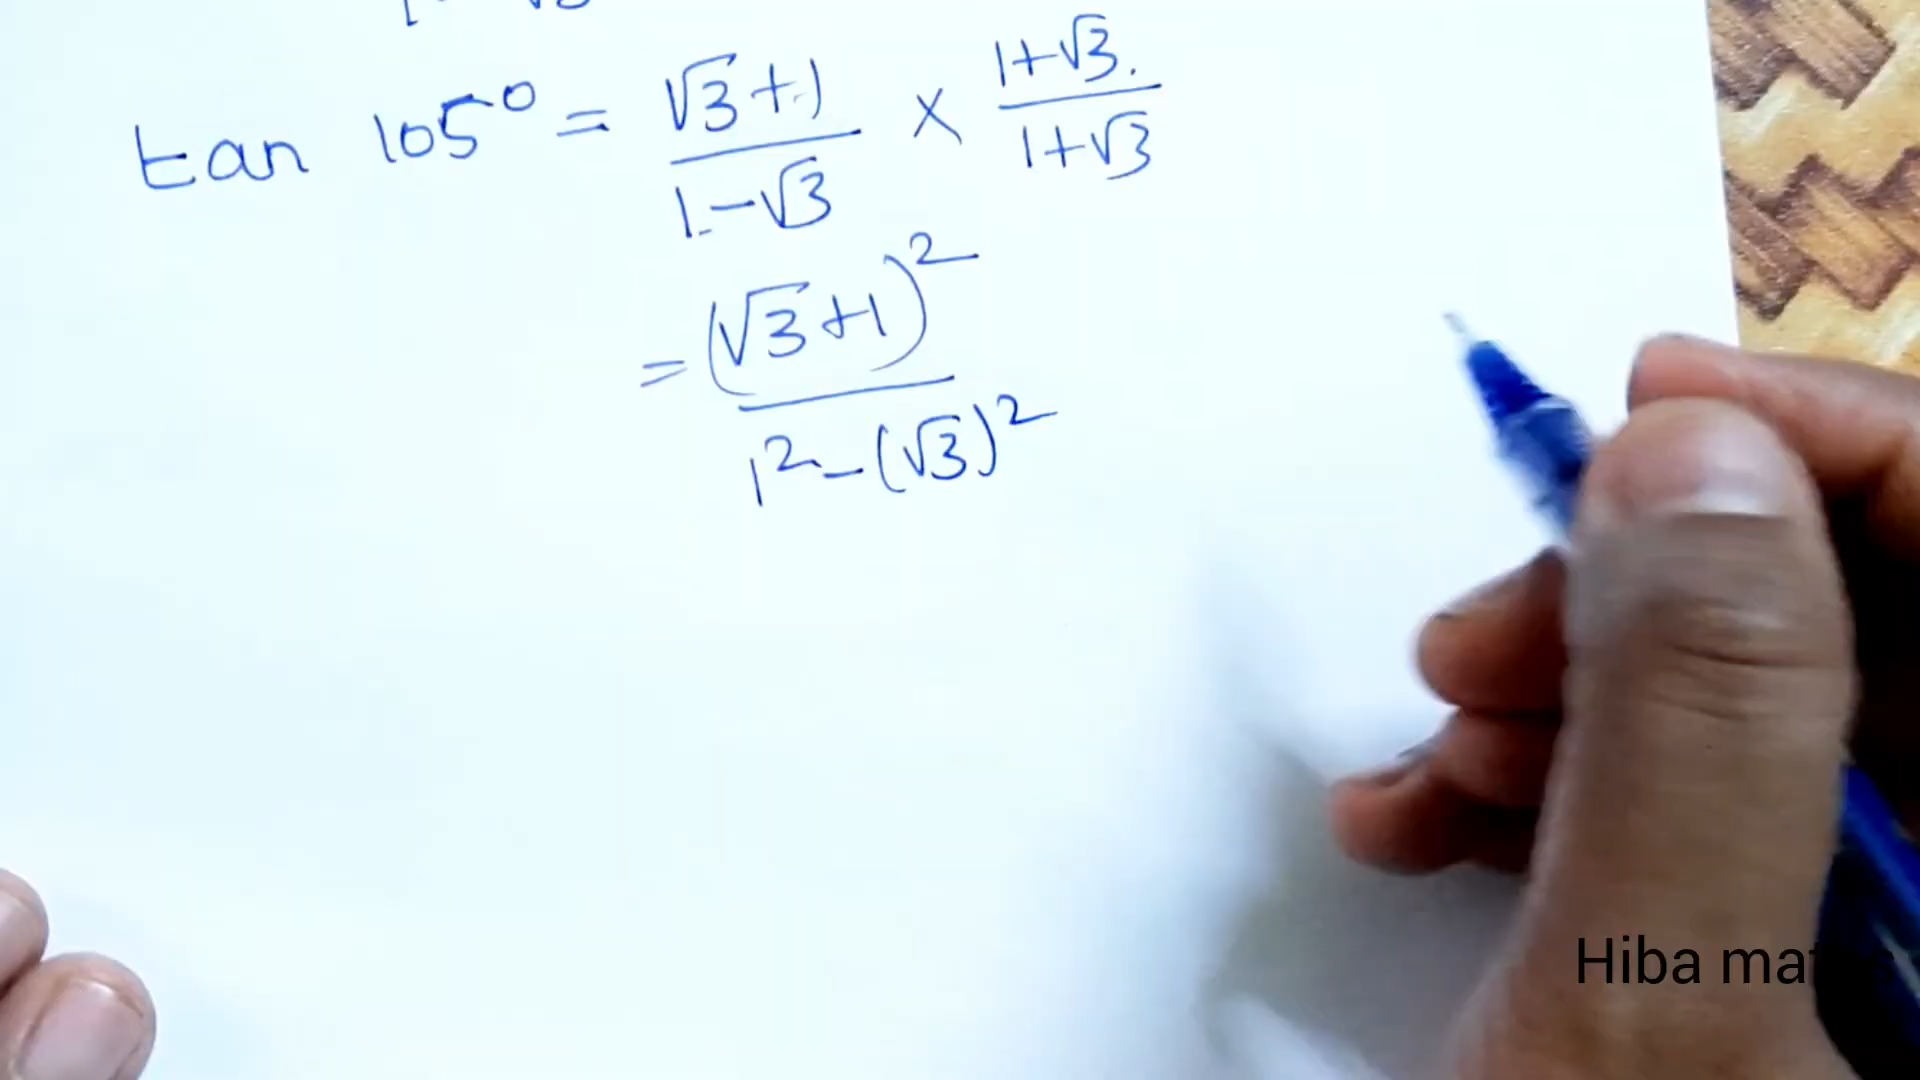 tan 105° = √3+1 / 1-√3 × 1+√3. / 1+√3
= (√3+1)² / 1²-(√3)²
Hiba ma